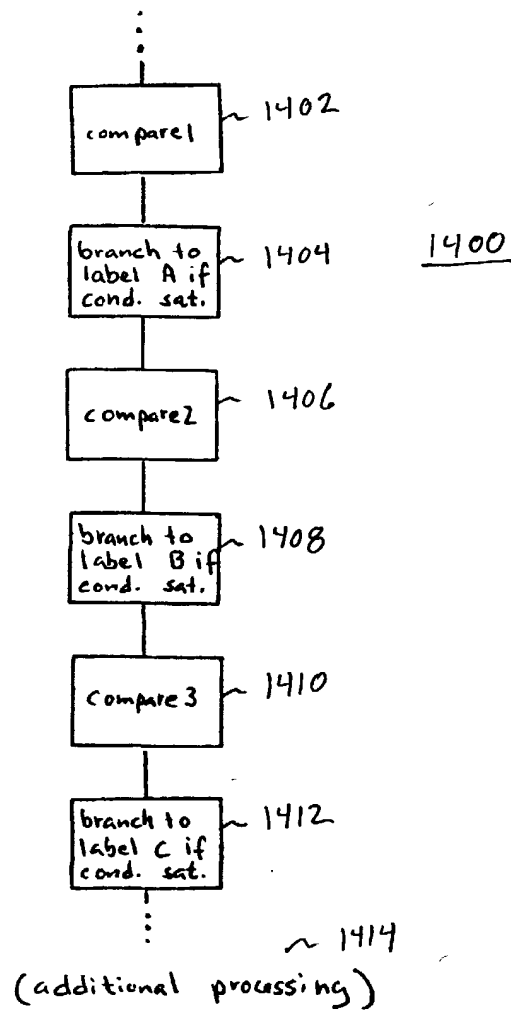 compare1
1402
branch to
label A if
cond. sat.
1404
1400
compare2
1406
branch to
label B if
cond. sat.
1408
compare3
1410
branch to
label C if
cond. sat.
1412
1414
(additional processing)